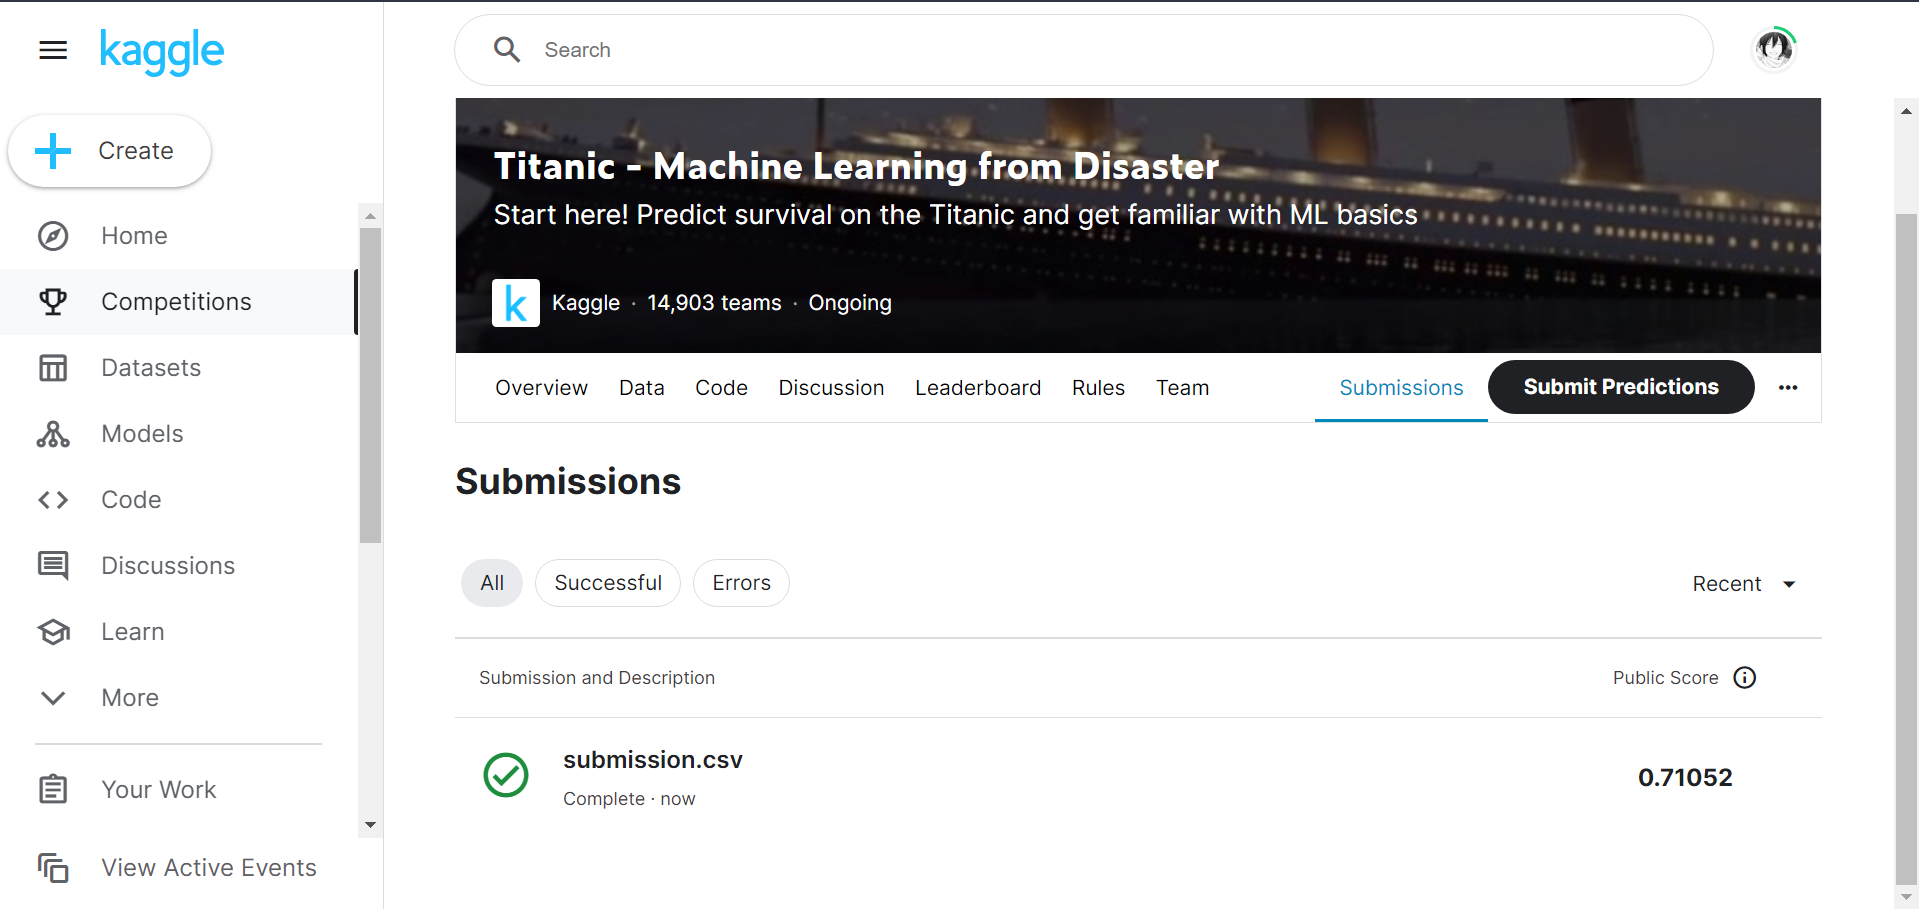 kaggle
Search
Create
Home
Competitions
Datasets
Models
Code
Discussions
Learn
More
Your Work
View Active Events
Titanic - Machine Learning from Disaster
Start here! Predict survival on the Titanic and get familiar with ML basics
k Kaggle · 14,903 teams · Ongoing
Overview Data Code Discussion Leaderboard Rules Team Submissions Submit Predictions
Submissions
All Successful Errors Recent
Submission and Description Public Score
submission.csv 0.71052
Complete · now